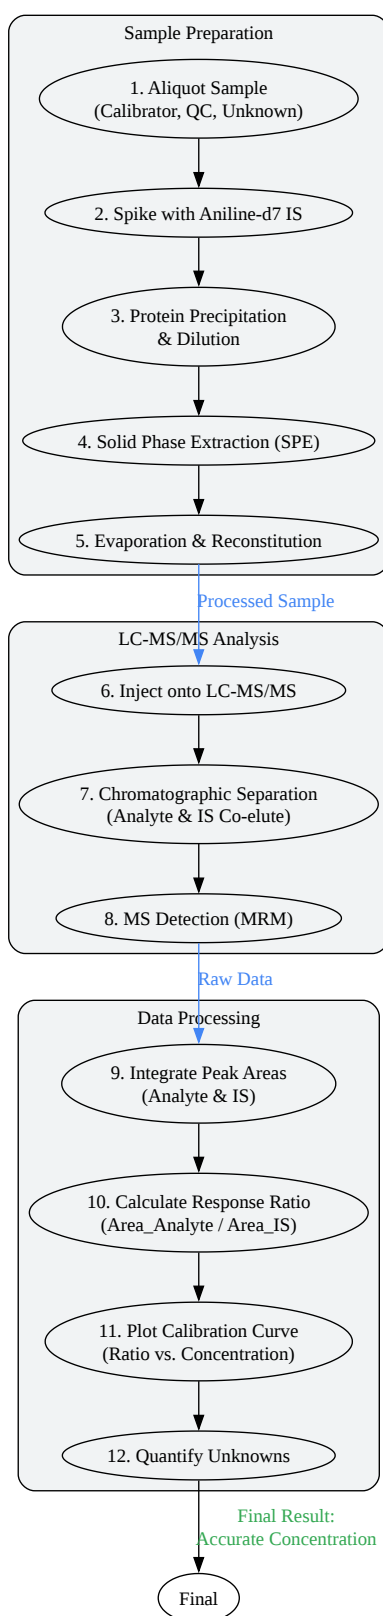 Sample Preparation
1. Aliquot Sample
(Calibrator, QC, Unknown)
2. Spike with Aniline-d7 IS
3. Protein Precipitation
& Dilution
4. Solid Phase Extraction (SPE)
5. Evaporation & Reconstitution
Processed Sample
LC-MS/MS Analysis
6. Inject onto LC-MS/MS
7. Chromatographic Separation
(Analyte & IS Co-elute)
8. MS Detection (MRM)
Raw Data
Data Processing
9. Integrate Peak Areas
(Analyte & IS)
10. Calculate Response Ratio
(Area_Analyte / Area_IS)
11. Plot Calibration Curve
(Ratio vs. Concentration)
12. Quantify Unknowns
Final Result:
Accurate Concentration
Final